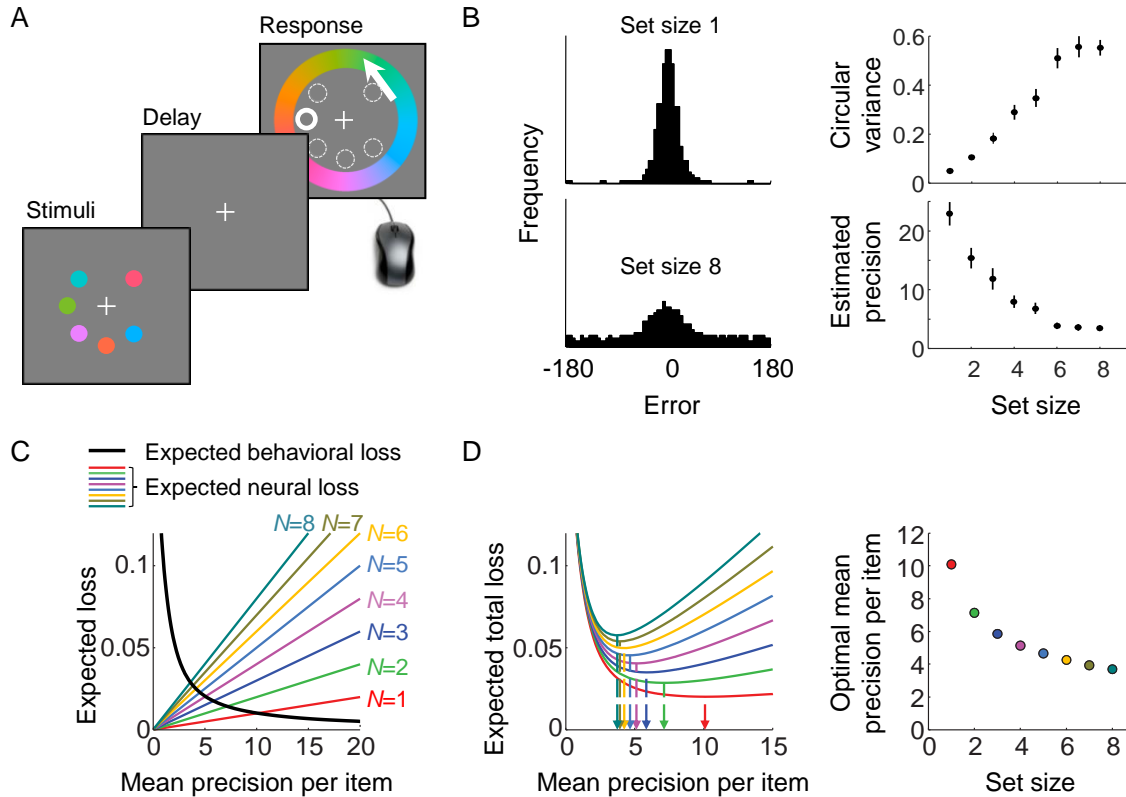 A
Response
Delay
Stimuli
B
Set size 1
Set size 8
Frequency
-180
0
180
Error
0.6
0.4
0.2
0
Circular
variance
20
10
0
Estimated
precision
2
4
6
8
Set size
C
Expected behavioral loss
Expected neural loss
N=8
N=7
N=6
N=5
N=4
N=3
N=2
N=1
0.1
0.05
0
Expected loss
0
5
10
15
20
Mean precision per item
D
0.1
0.05
0
Expected total loss
0
5
10
15
Mean precision per item
12
10
8
6
4
2
0
Optimal mean
precision per item
0
2
4
6
8
Set size